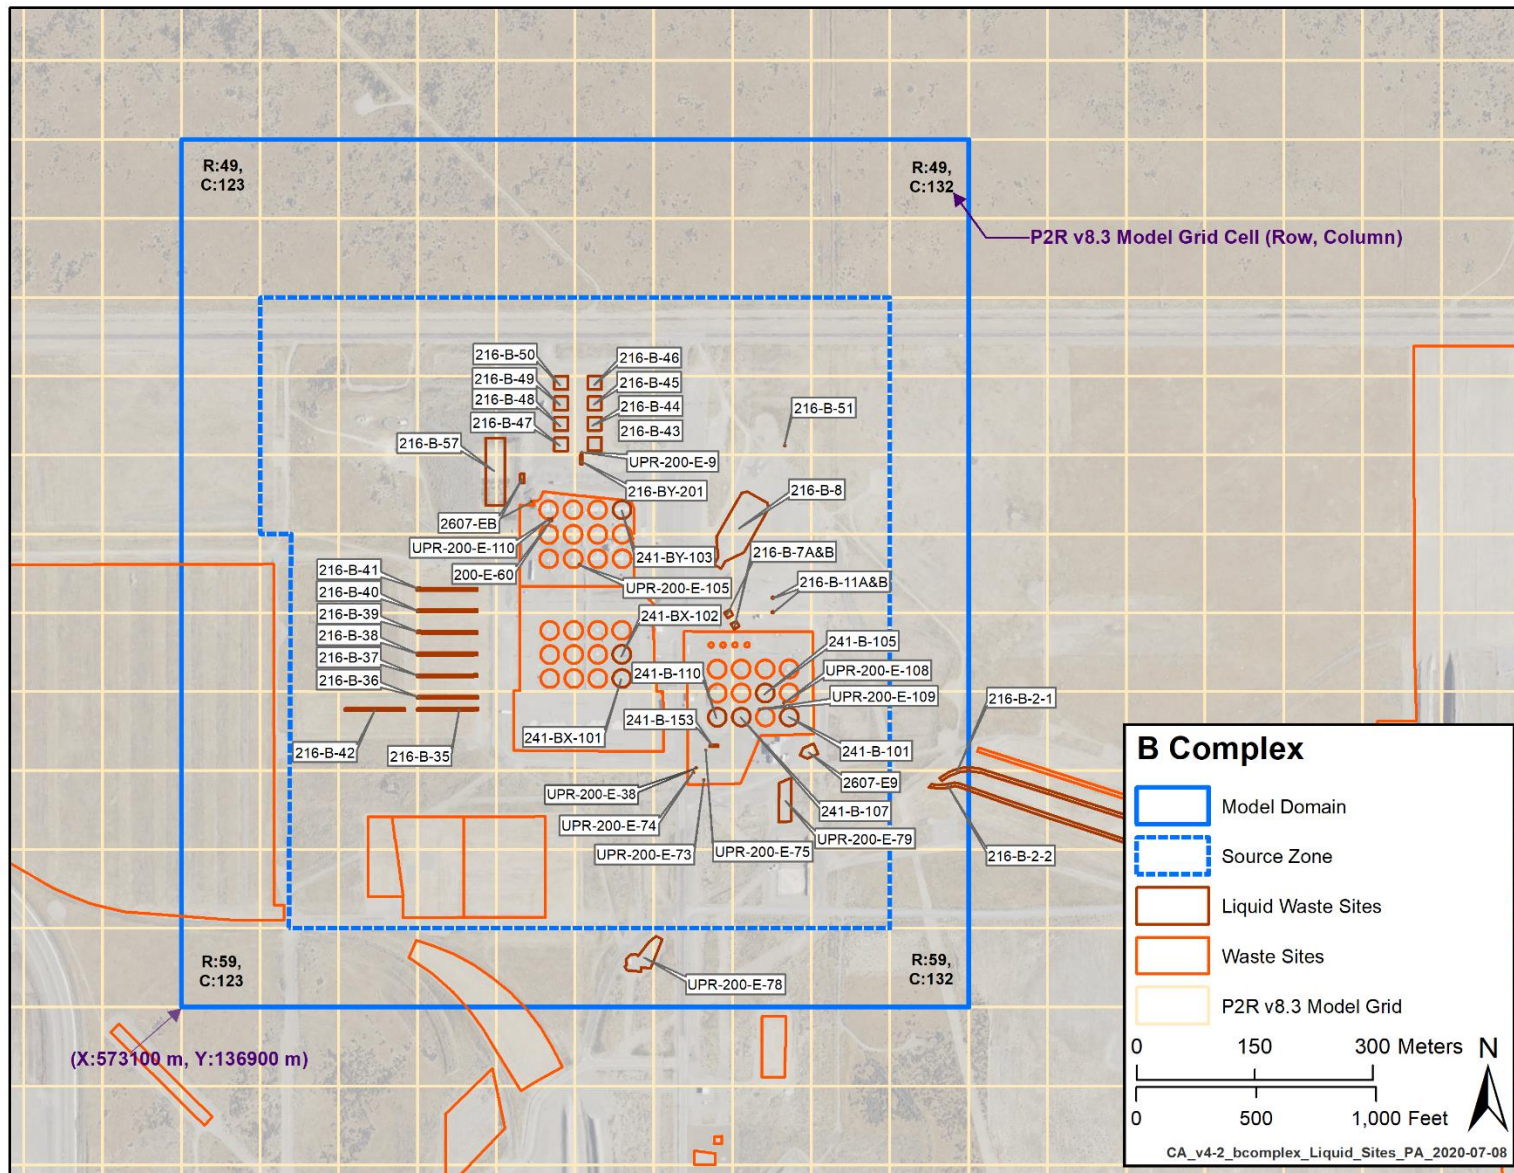 R:49,
C:123
R:49,
C:132
P2R v8.3 Model Grid Cell (Row, Column)
216-B-50
216-B-46
216-B-49
216-B-45
216-B-48
216-B-44
216-B-47
216-B-43
216-B-51
216-B-57
UPR-200-E-9
216-BY-201
216-B-8
2607-EB
UPR-200-E-110
241-BY-103
216-B-7A&B
200-E-60
UPR-200-E-105
216-B-41
216-B-11A&B
216-B-40
216-B-39
241-BX-102
216-B-38
241-B-105
216-B-37
241-B-110
UPR-200-E-108
216-B-36
UPR-200-E-109
216-B-2-1
241-B-153
216-B-42
216-B-35
241-BX-101
241-B-101
2607-E9
UPR-200-E-38
241-B-107
UPR-200-E-74
UPR-200-E-79
UPR-200-E-73
UPR-200-E-75
216-B-2-2
R:59,
C:123
R:59,
C:132
UPR-200-E-78
(X:573100 m, Y:136900 m)
B Complex
Model Domain
Source Zone
Liquid Waste Sites
Waste Sites
P2R v8.3 Model Grid
0 150 300 Meters
N
0 500 1,000 Feet
CA_v4-2_bcomplex_Liquid_Sites_PA_2020-07-08